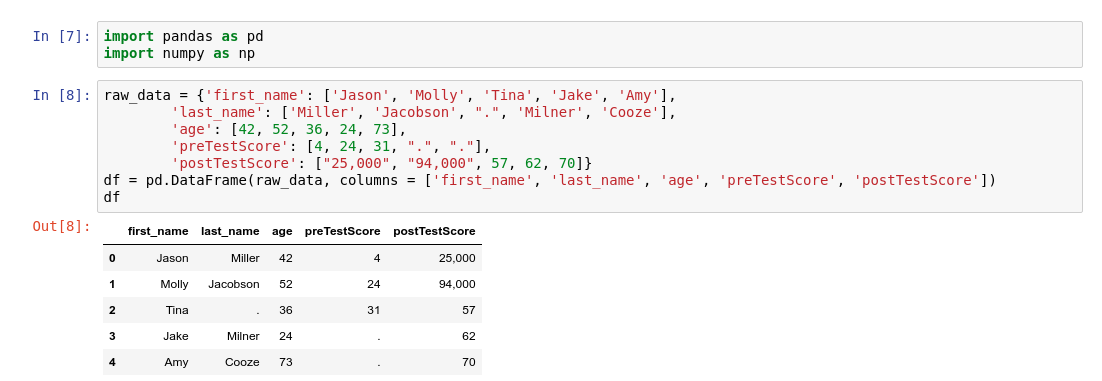 In [7]: import pandas as pd
import numpy as np
In [8]: raw_data = {'first_name': ['Jason', 'Molly', 'Tina', 'Jake', 'Amy'],
        'last_name': ['Miller', 'Jacobson', ".", 'Milner', 'Cooze'],
        'age': [42, 52, 36, 24, 73],
        'preTestScore': [4, 24, 31, ".", "."],
        'postTestScore': ["25,000", "94,000", 57, 62, 70]}
df = pd.DataFrame(raw_data, columns = ['first_name', 'last_name', 'age', 'preTestScore', 'postTestScore'])
df
Out[8]:
first_name last_name age preTestScore postTestScore
0 Jason Miller 42 4 25,000
1 Molly Jacobson 52 24 94,000
2 Tina . 36 31 57
3 Jake Milner 24 . 62
4 Amy Cooze 73 . 70